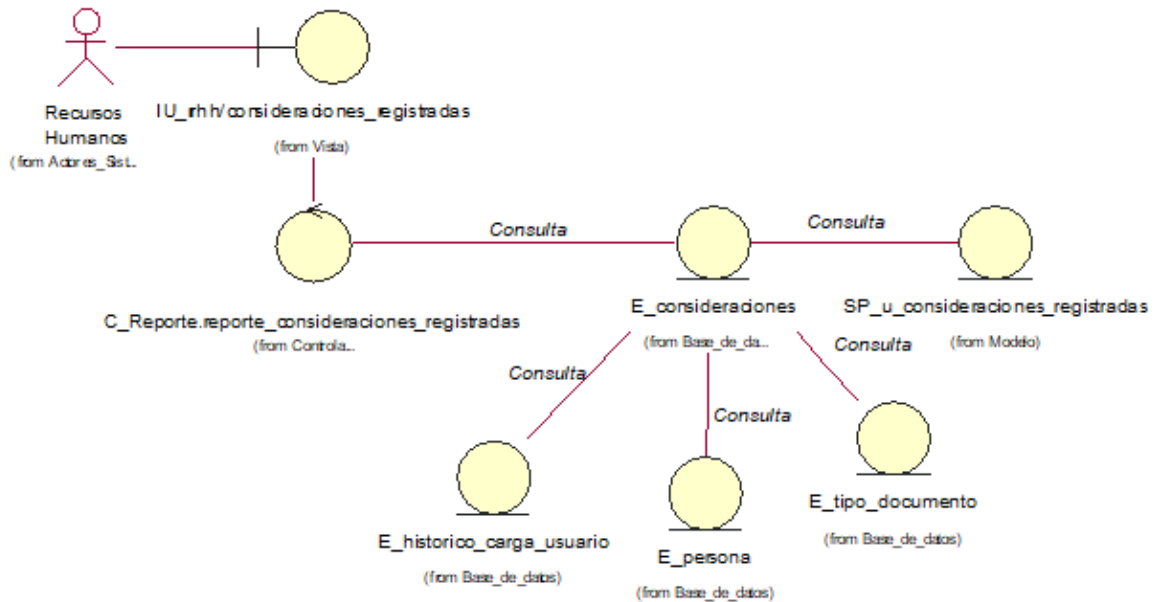 Recursos
Humanos
(from Actores_Sist...
IU_rrhh/consideraciones_registradas
(from Vista)
Consulta
Consulta
C_Reporte.reporte_consideraciones_registradas
(from Controla...
E_consideraciones
(from Base_de_da...
SP_u_consideraciones_registradas
(from Modelo)
Consulta
Consulta
Consulta
E_historico_carga_usuario
(from Base_de_datos)
E_persona
(from Base_de_datos)
E_tipo_documento
(from Base_de_datos)